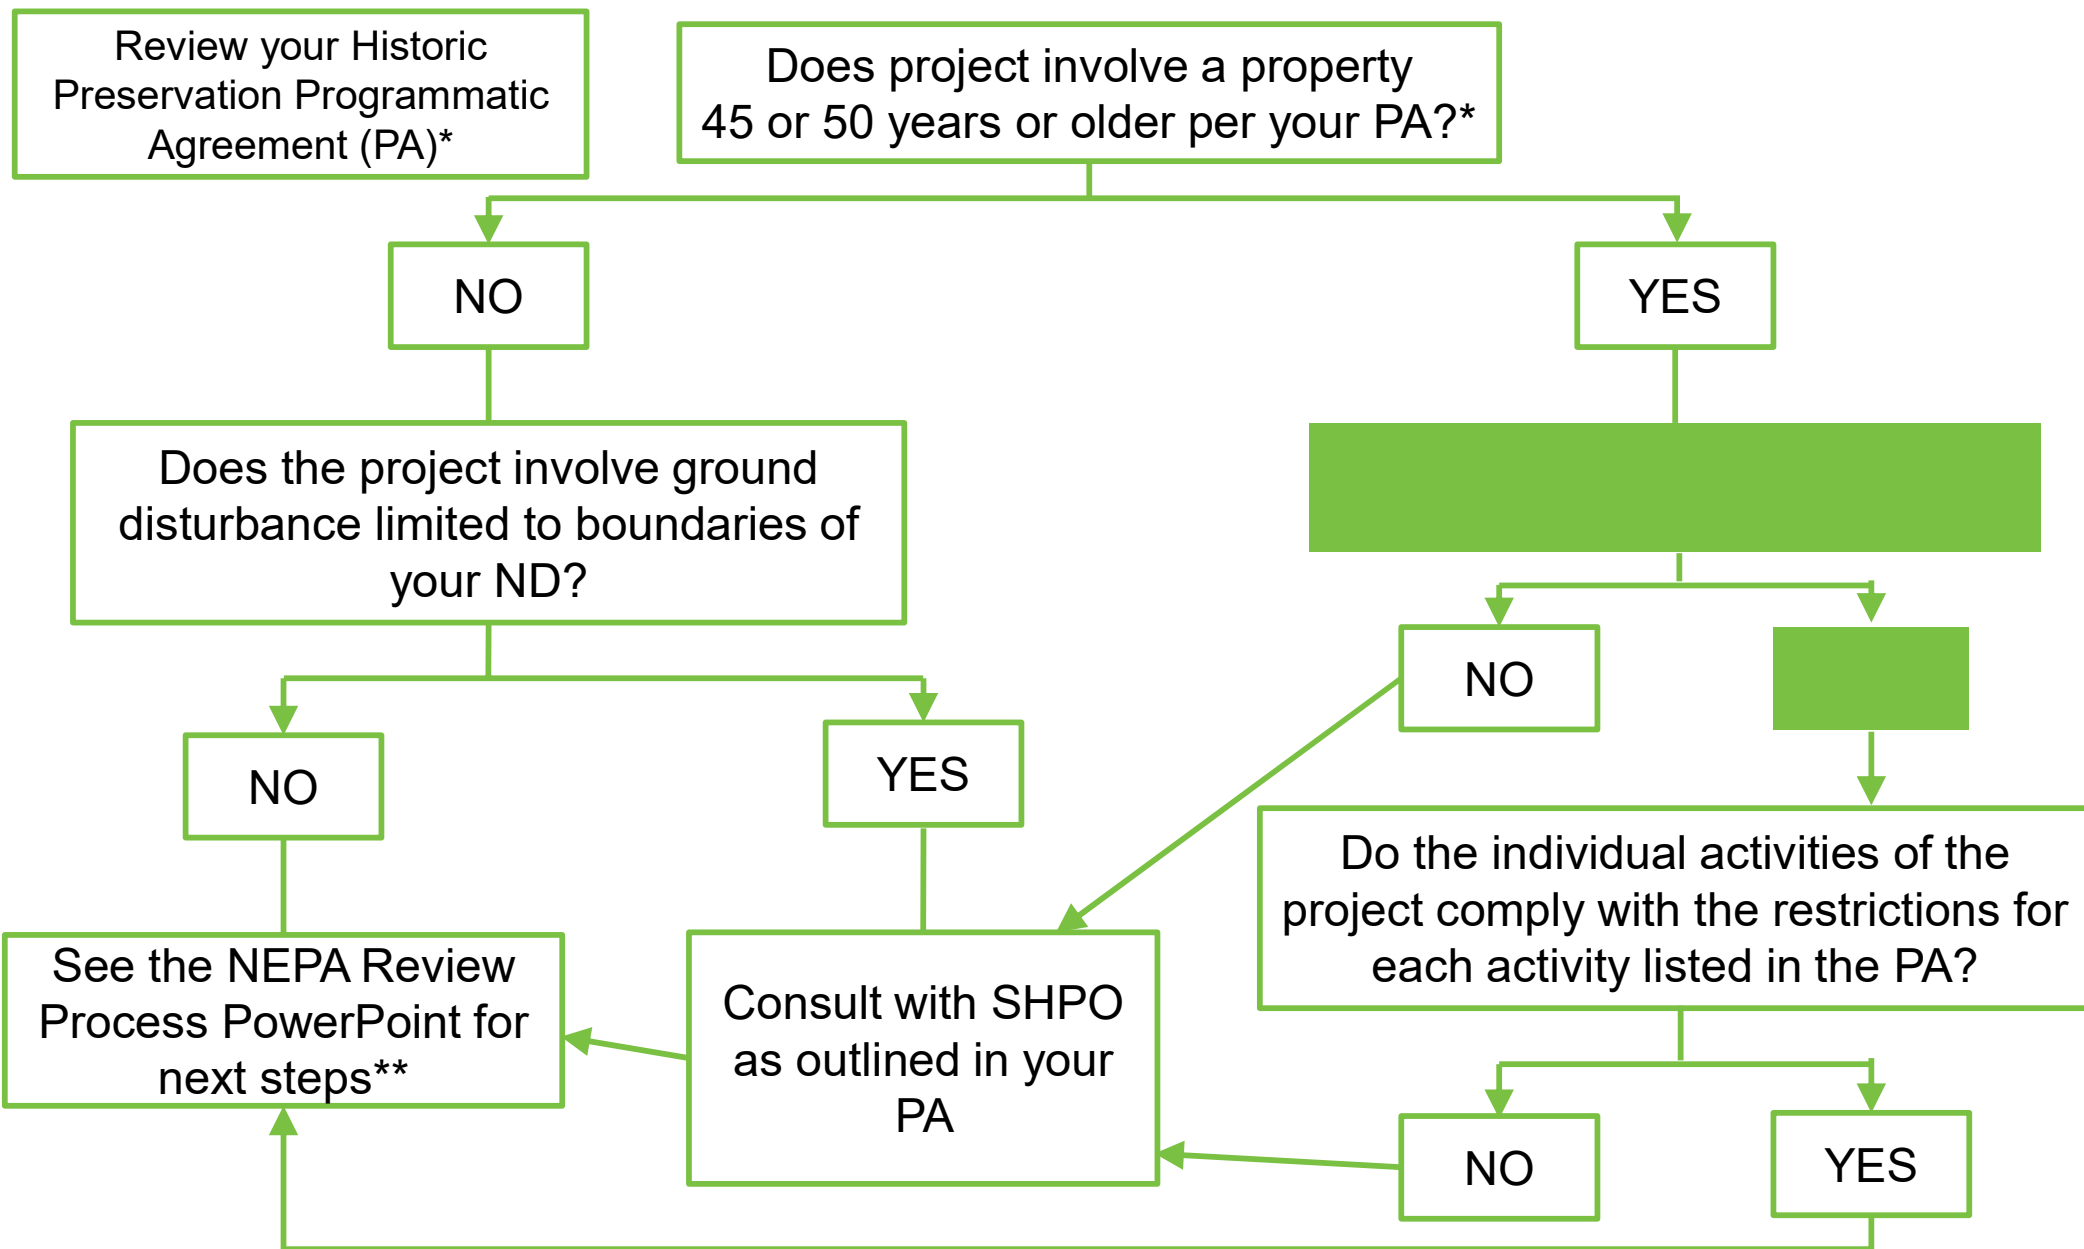 Review your Historic
Preservation Programmatic
Agreement (PA)*
Does project involve a property
45 or 50 years or older per your PA?*
NO
YES
Does the project involve ground
disturbance limited to boundaries of
your ND?
NO
NO
YES
Do the individual activities of the
project comply with the restrictions for
each activity listed in the PA?
See the NEPA Review
Process PowerPoint for
next steps**
Consult with SHPO
as outlined in your
PA
NO
YES